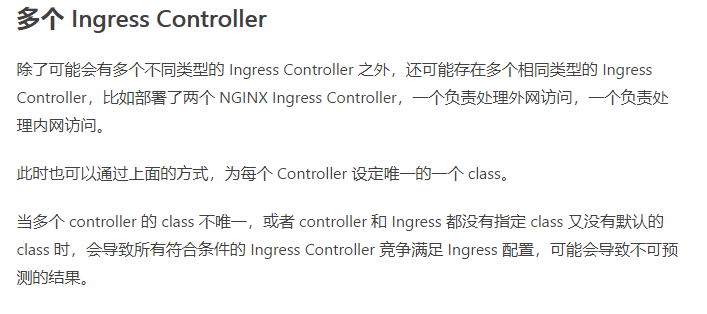 多个 Ingress Controller
除了可能会有多个不同类型的 Ingress Controller 之外，还可能存在多个相同类型的 Ingress
Controller，比如部署了两个 NGINX Ingress Controller，一个负责处理外网访问，一个负责处
理内网访问。
此时也可以通过上面的方式，为每个 Controller 设定唯一的一个 class。
当多个 controller 的 class 不唯一，或者 controller 和 Ingress 都没有指定 class 又没有默认的
class 时，会导致所有符合条件的 Ingress Controller 竞争满足 Ingress 配置，可能会导致不可预
测的结果。